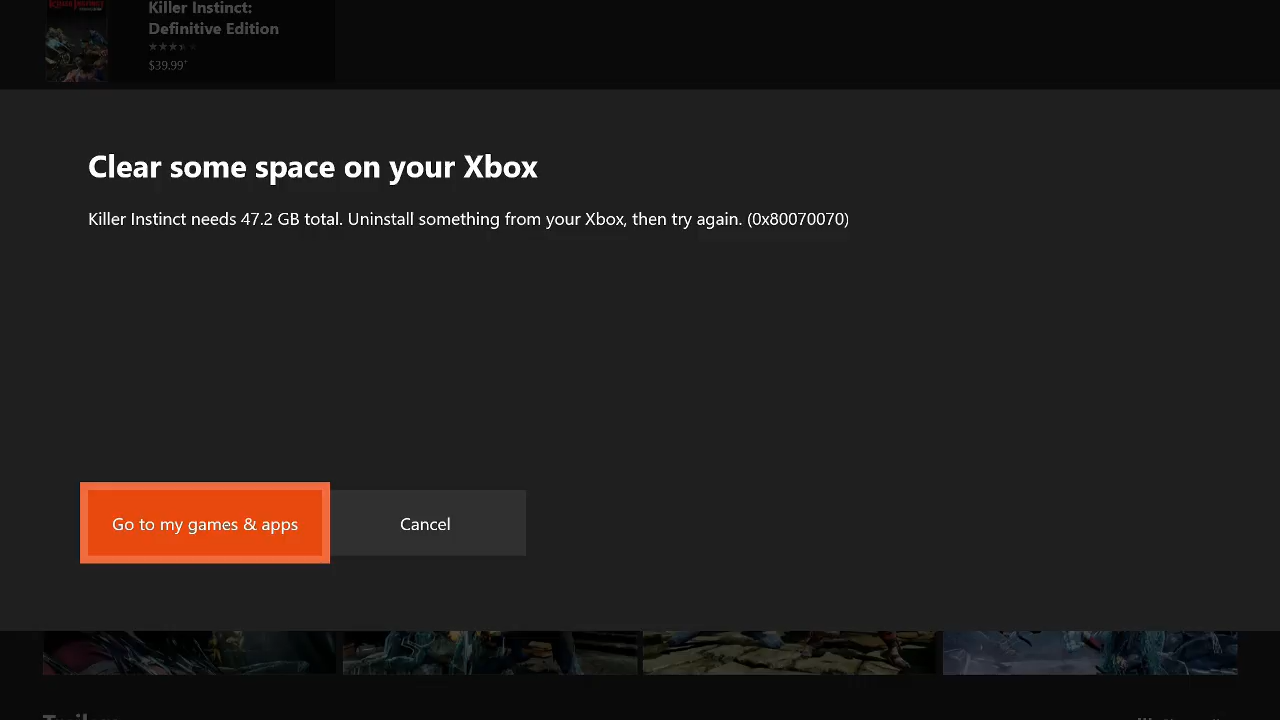 Killer Instinct:
Definitive Edition
$39.99+
Clear some space on your Xbox
Killer Instinct needs 47.2 GB total. Uninstall something from your Xbox, then try again. (0x80070070)
Go to my games & apps
Cancel